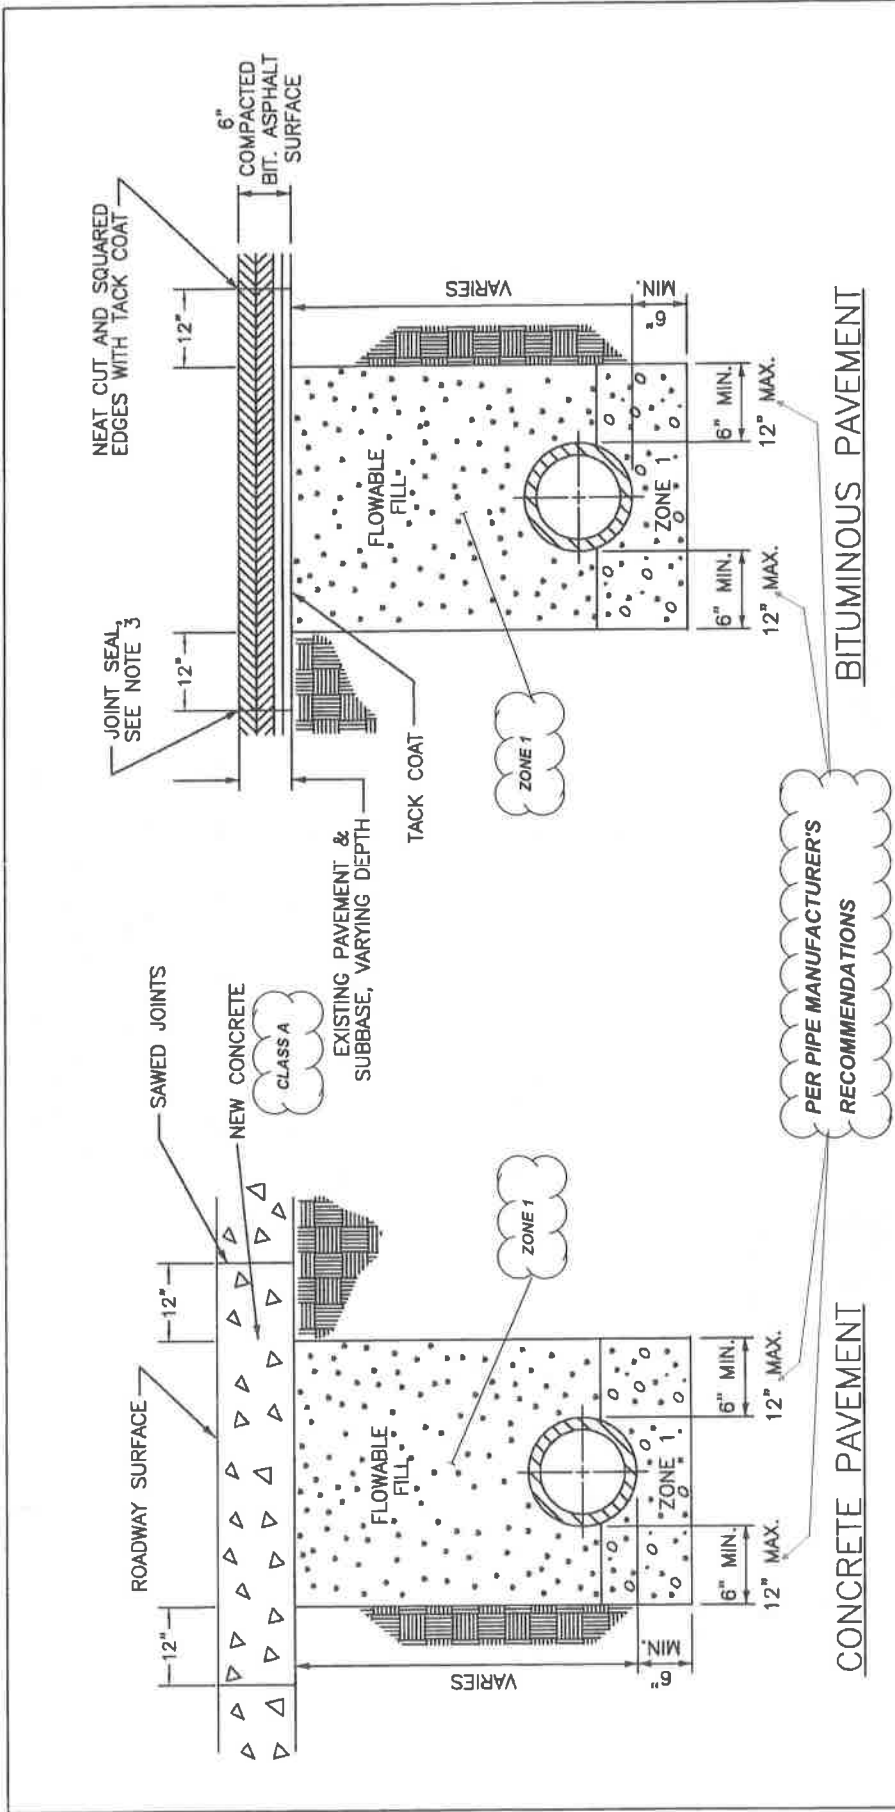 ROADWAY SURFACE
SAWED JOINTS
NEW CONCRETE
CLASS A
12"
12"
FLOWABLE
FILL
ZONE 1
VARIES
6"
MIN.
ZONE 1
6" MIN.
12" MAX.
6" MIN.
12" MAX.
CONCRETE PAVEMENT
EXISTING PAVEMENT &
SUBBASE, VARYING DEPTH
JOINT SEAL,
SEE NOTE 3
NEAT CUT AND SQUARED
EDGES WITH TACK COAT
6"
COMPACTED
BIT. ASPHALT
SURFACE
12"
12"
TACK COAT
FLOWABLE
FILL
ZONE 1
VARIES
6"
MIN.
ZONE 1
6" MIN.
12" MAX.
6" MIN.
12" MAX.
BITUMINOUS PAVEMENT
PER PIPE MANUFACTURER'S
RECOMMENDATIONS